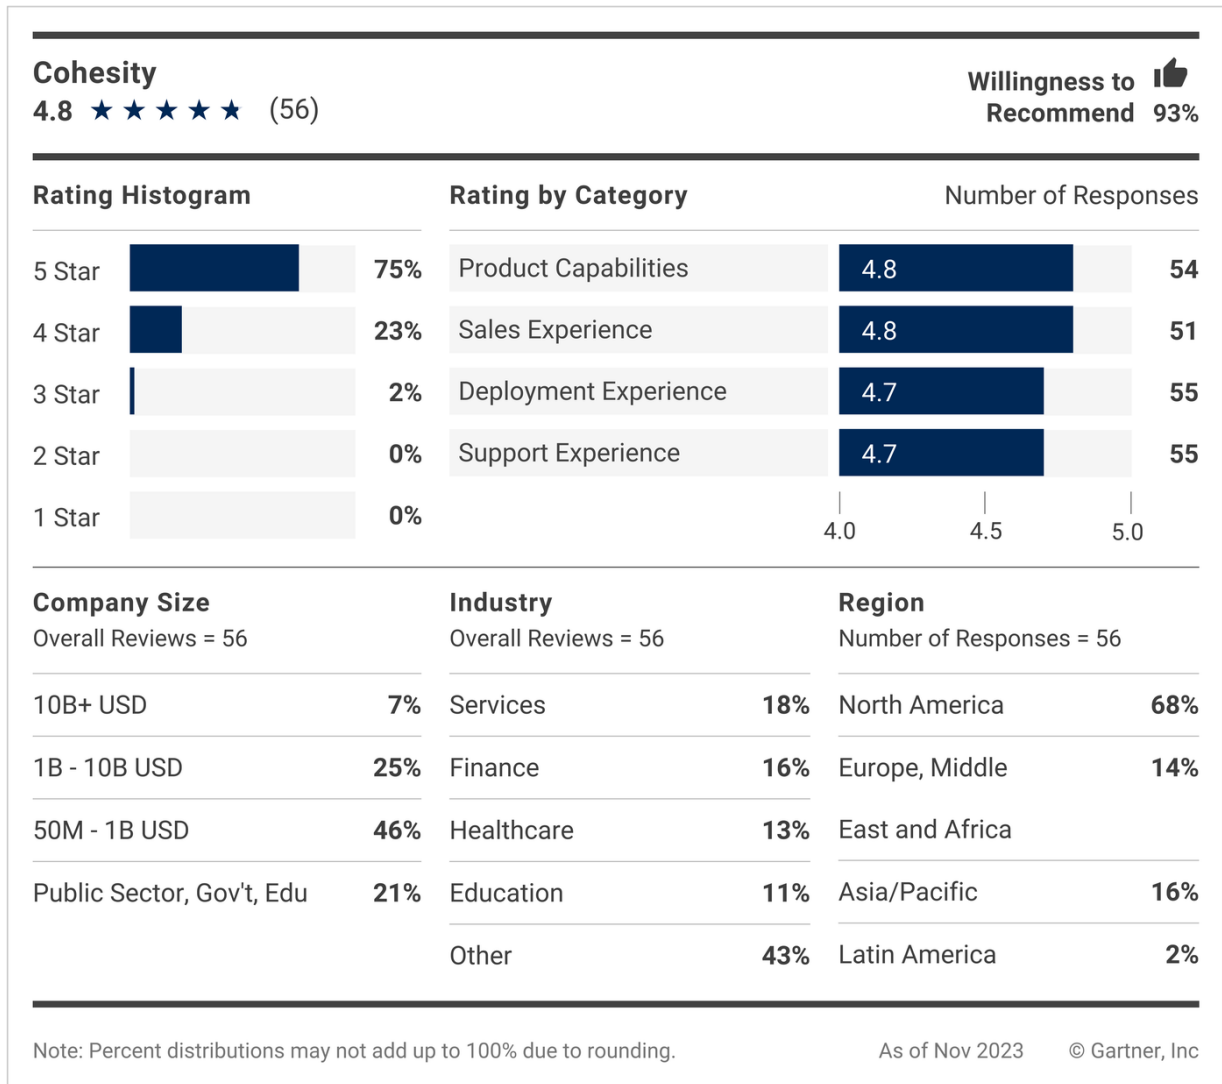 Cohesity
4.8 ★ ★ ★ ★ ★ (56)
Willingness to
Recommend 93%
Rating Histogram
5 Star 75%
4 Star 23%
3 Star 2%
2 Star 0%
1 Star 0%
Rating by Category Number of Responses
Product Capabilities 4.8 54
Sales Experience 4.8 51
Deployment Experience 4.7 55
Support Experience 4.7 55
4.0 4.5 5.0
Company Size
Overall Reviews = 56
10B+ USD 7%
1B - 10B USD 25%
50M - 1B USD 46%
Public Sector, Gov't, Edu 21%
Industry
Overall Reviews = 56
Services 18%
Finance 16%
Healthcare 13%
Education 11%
Other 43%
Region
Number of Responses = 56
North America 68%
Europe, Middle 14%
East and Africa
Asia/Pacific 16%
Latin America 2%
Note: Percent distributions may not add up to 100% due to rounding. As of Nov 2023 © Gartner, Inc